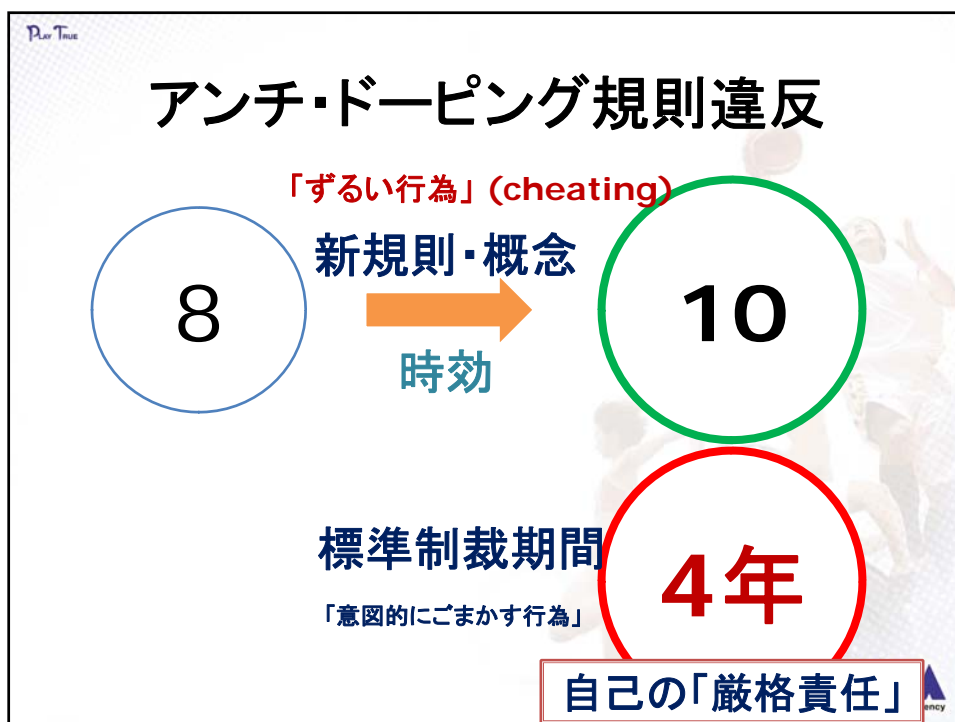 PLAY TRUE
アンチ・ドーピング規則違反
「ずるい行為」 (cheating)
新規則・概念
8
10
時効
標準制裁期間
4年
「意図的にごまかす行為」
自己の「厳格責任」
ency